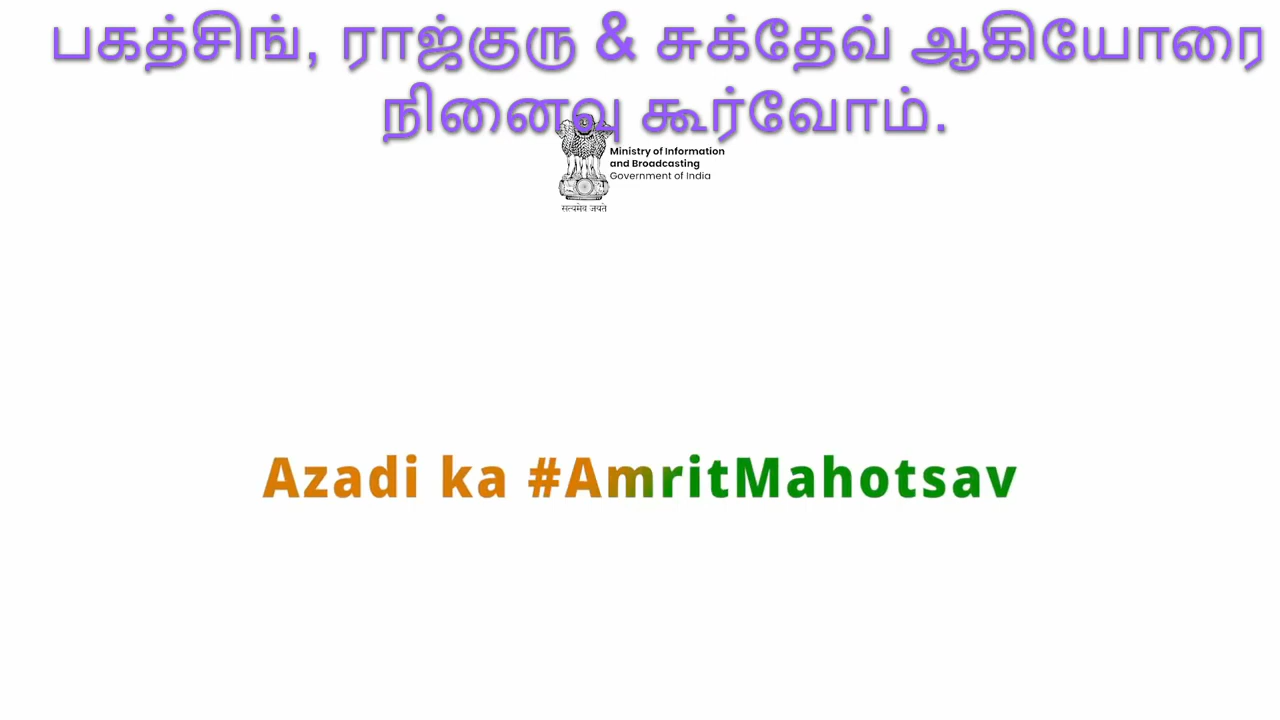 பகத்சிங், ராஜ்குரு & சுக்தேவ் ஆகியோரை
நினைவு கூர்வோம்.
Ministry of Information
and Broadcasting
Government of India
सत्यमेव जयते
Azadi ka #AmritMahotsav